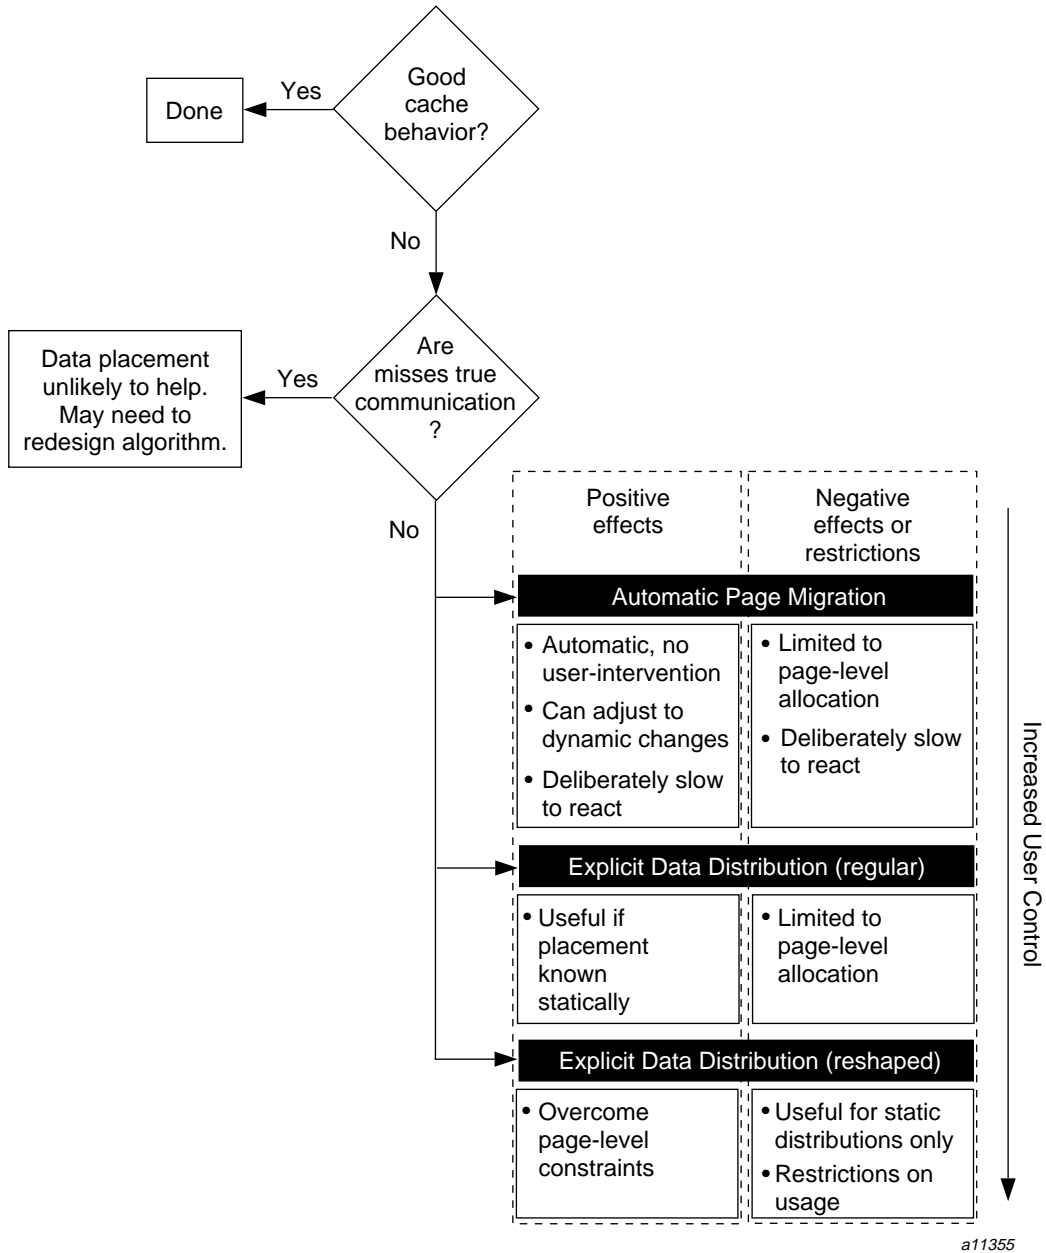 Good
cache
behavior?
Yes
Done
No
Are
misses true
communication
?
Yes
Data placement
unlikely to help.
May need to
redesign algorithm.
No
Positive
effects
Negative
effects or
restrictions
Automatic Page Migration
• Automatic, no
user-intervention
• Can adjust to
dynamic changes
• Deliberately slow
to react
• Limited to
page-level
allocation
• Deliberately slow
to react
Explicit Data Distribution (regular)
• Useful if
placement
known
statically
• Limited to
page-level
allocation
Explicit Data Distribution (reshaped)
• Overcome
page-level
constraints
• Useful for static
distributions only
• Restrictions on
usage
Increased User Control
a11355